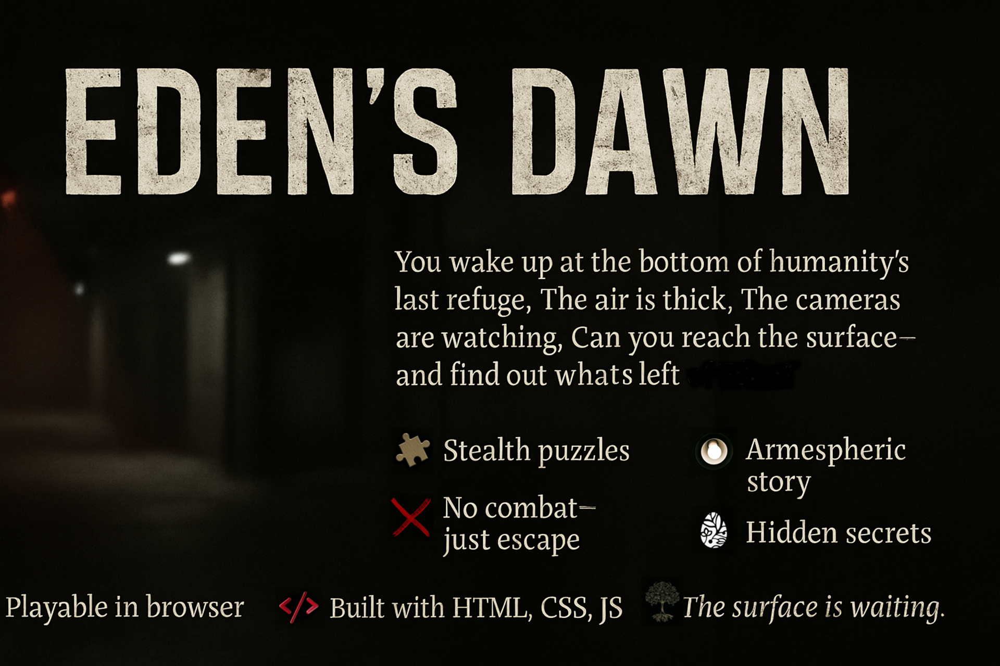 EDEN'S DAWN
You wake up at the bottom of humanity's
last refuge, The air is thick, The cameras
are watching, Can you reach the surface—
and find out whats left
Stealth puzzles
Armespheric
story
No combat—
just escape
Hidden secrets
Playable in browser
</> Built with HTML, CSS, JS
The surface is waiting.